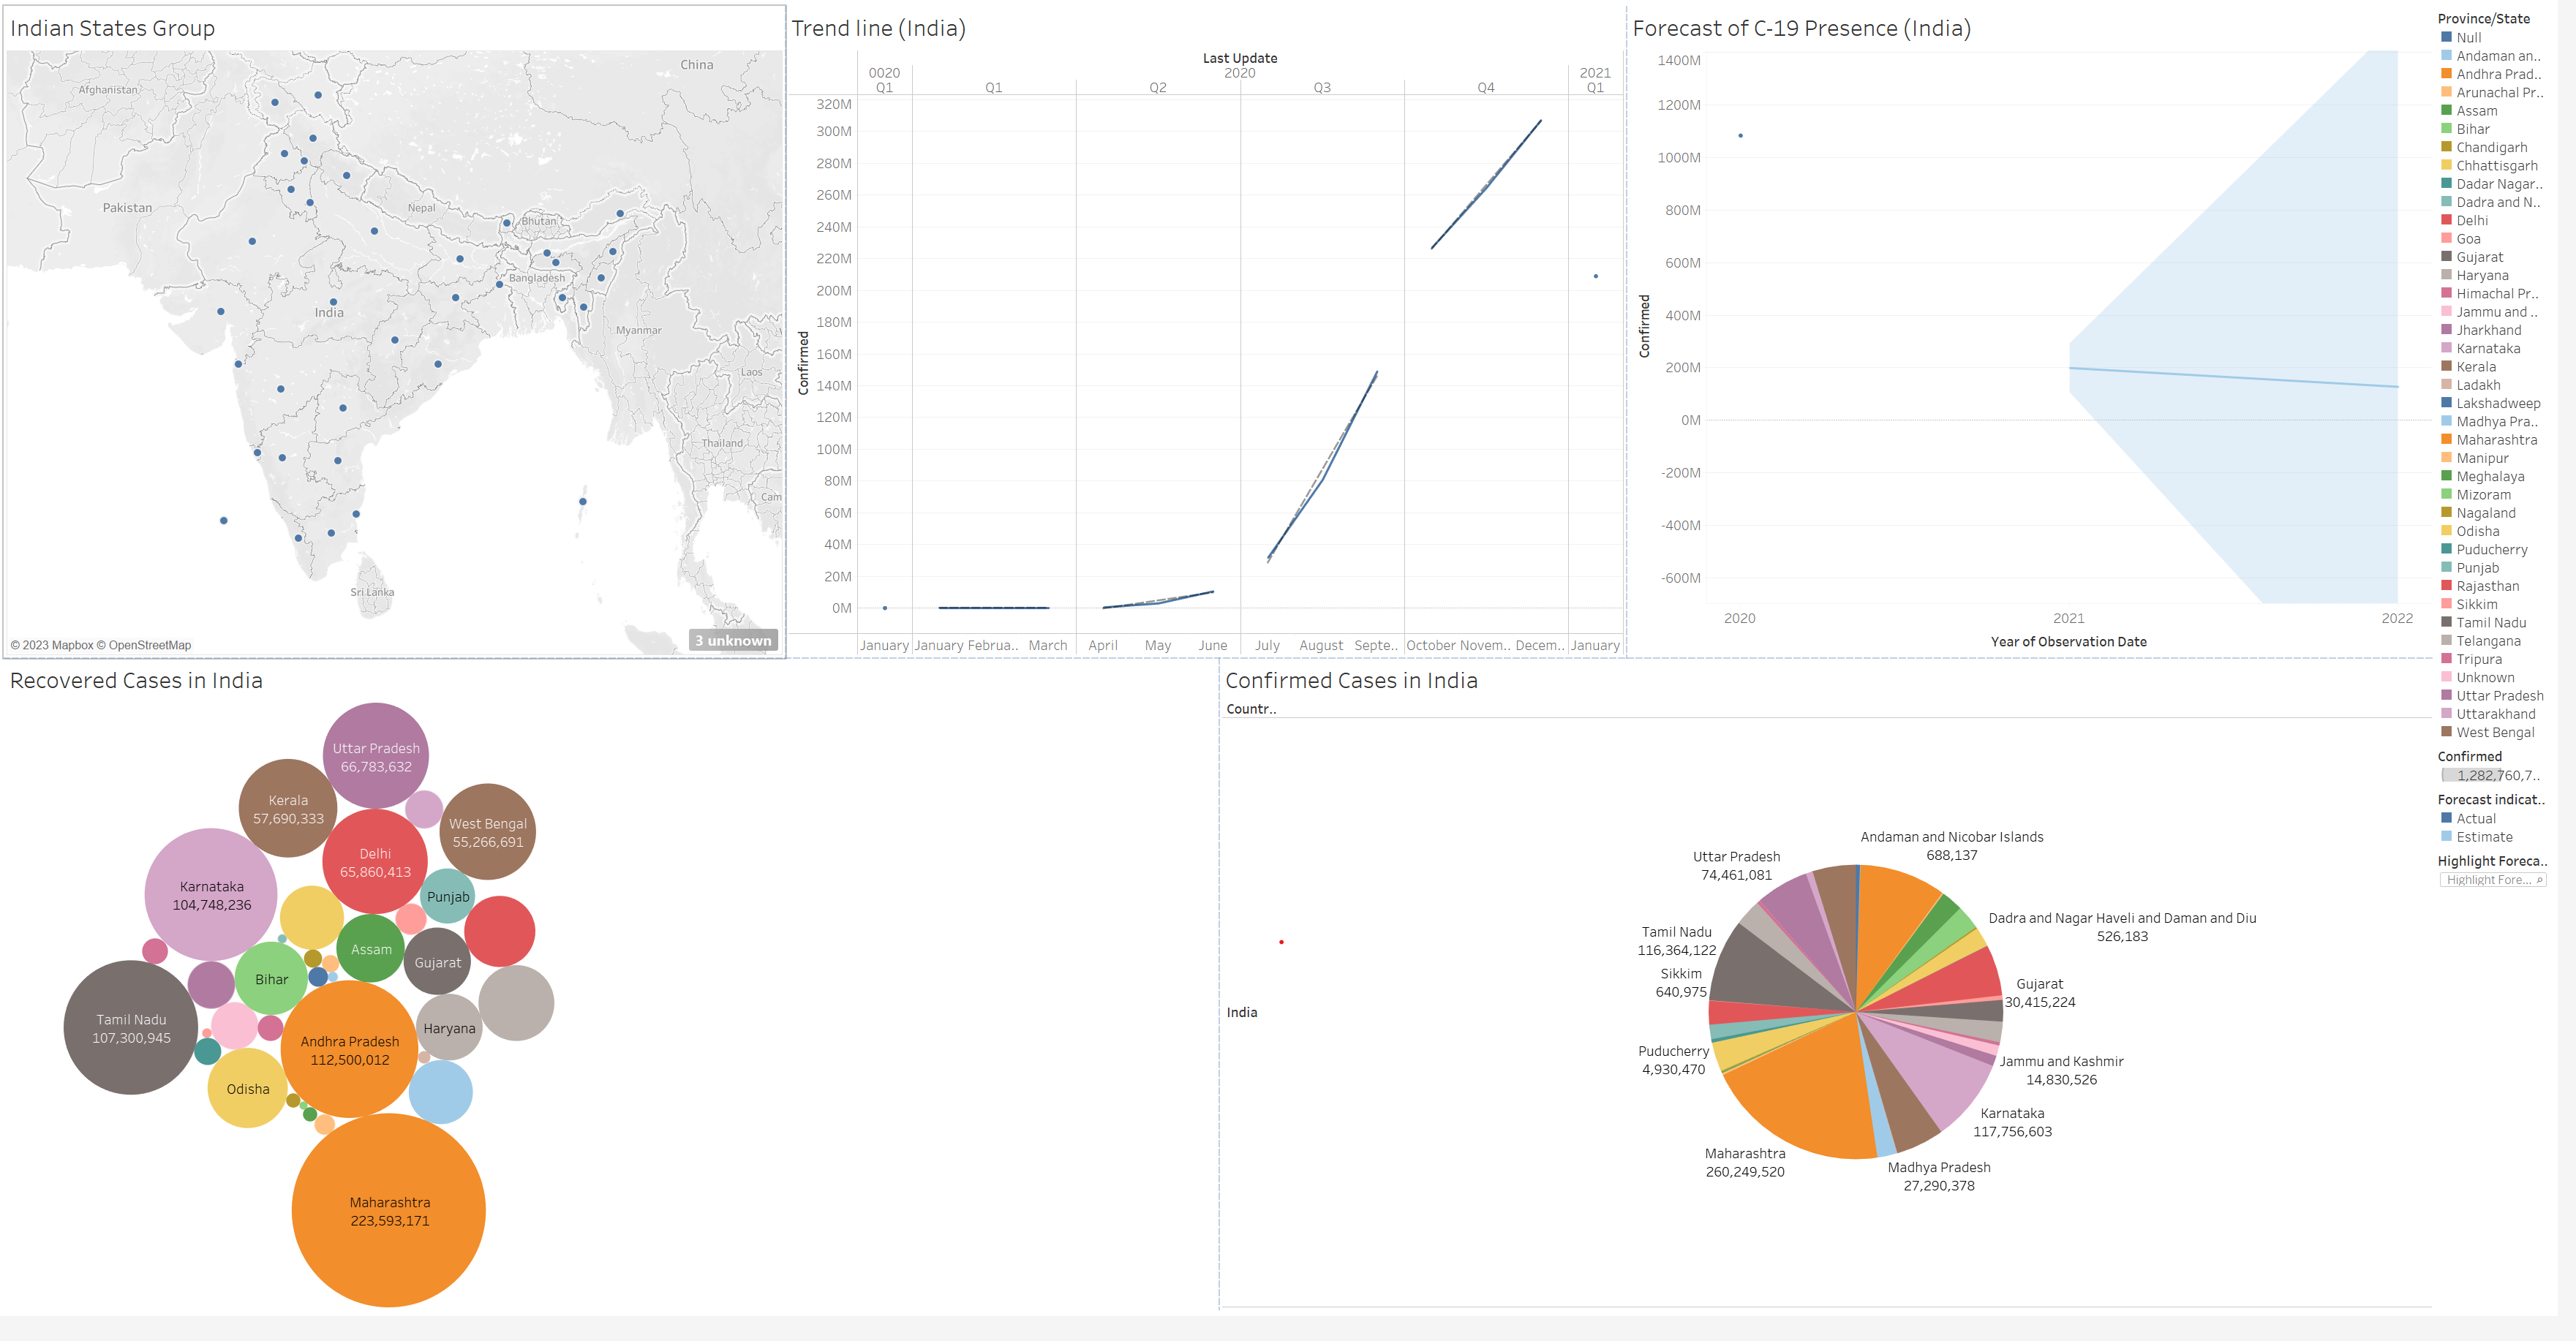 Indian States Group
China
Afghanistan
Pakistan
Nepal
Bhutan
Bangladesh
India
Myanmar
Laos
Thailand
Cam
Sri Lanka
© 2023 Mapbox © OpenStreetMap
3 unknown
Trend line (India)
Last Update
0020
2020
2021
Q1
Q1
Q2
Q3
Q4
Q1
Confirmed
320M
300M
280M
260M
240M
220M
200M
180M
160M
140M
120M
100M
80M
60M
40M
20M
0M
January
January
Februa..
March
April
May
June
July
August
Septe..
October
Novem..
Decem..
January
Forecast of C-19 Presence (India)
Confirmed
1400M
1200M
1000M
800M
600M
400M
200M
0M
-200M
-400M
-600M
2020
2021
2022
Year of Observation Date
Province/State
Null
Andaman an..
Andhra Prad..
Arunachal Pr..
Assam
Bihar
Chandigarh
Chhattisgarh
Dadar Nagar..
Dadra and N..
Delhi
Goa
Gujarat
Haryana
Himachal Pr..
Jammu and ..
Jharkhand
Karnataka
Kerala
Ladakh
Lakshadweep
Madhya Pra..
Maharashtra
Manipur
Meghalaya
Mizoram
Nagaland
Odisha
Puducherry
Punjab
Rajasthan
Sikkim
Tamil Nadu
Telangana
Tripura
Unknown
Uttar Pradesh
Uttarakhand
West Bengal
Confirmed
1,282,760,7..
Forecast indicat..
Actual
Estimate
Highlight Foreca..
Highlight Fore...
Recovered Cases in India
Uttar Pradesh
66,783,632
Kerala
57,690,333
West Bengal
55,266,691
Delhi
65,860,413
Karnataka
104,748,236
Punjab
Assam
Gujarat
Bihar
Tamil Nadu
107,300,945
Haryana
Andhra Pradesh
112,500,012
Odisha
Maharashtra
223,593,171
Confirmed Cases in India
Countr..
India
Andaman and Nicobar Islands
688,137
Uttar Pradesh
74,461,081
Dadra and Nagar Haveli and Daman and Diu
526,183
Tamil Nadu
116,364,122
Sikkim
640,975
Gujarat
30,415,224
Puducherry
4,930,470
Jammu and Kashmir
14,830,526
Karnataka
117,756,603
Maharashtra
260,249,520
Madhya Pradesh
27,290,378